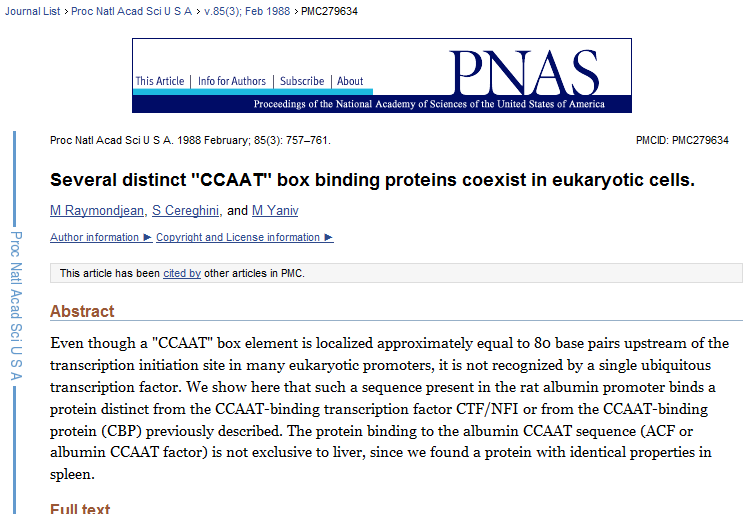 Journal List > Proc Natl Acad Sci U S A > v.85(3); Feb 1988 > PMC279634
PNAS
This Article | Info for Authors | Subscribe | About
Proceedings of the National Academy of Sciences of the United States of America
Proc Natl Acad Sci U S A. 1988 February; 85(3): 757–761.
PMCID: PMC279634
Several distinct "CCAAT" box binding proteins coexist in eukaryotic cells.
M Raymondjean, S Cereghini, and M Yaniv
Author information ► Copyright and License information ►
This article has been cited by other articles in PMC.
Proc Natl Acad Sci U S A
Abstract
Even though a "CCAAT" box element is localized approximately equal to 80 base pairs upstream of the
transcription initiation site in many eukaryotic promoters, it is not recognized by a single ubiquitous
transcription factor. We show here that such a sequence present in the rat albumin promoter binds a
protein distinct from the CCAAT-binding transcription factor CTF/NFI or from the CCAAT-binding
protein (CBP) previously described. The protein binding to the albumin CCAAT sequence (ACF or
albumin CCAAT factor) is not exclusive to liver, since we found a protein with identical properties in
spleen.
Full text